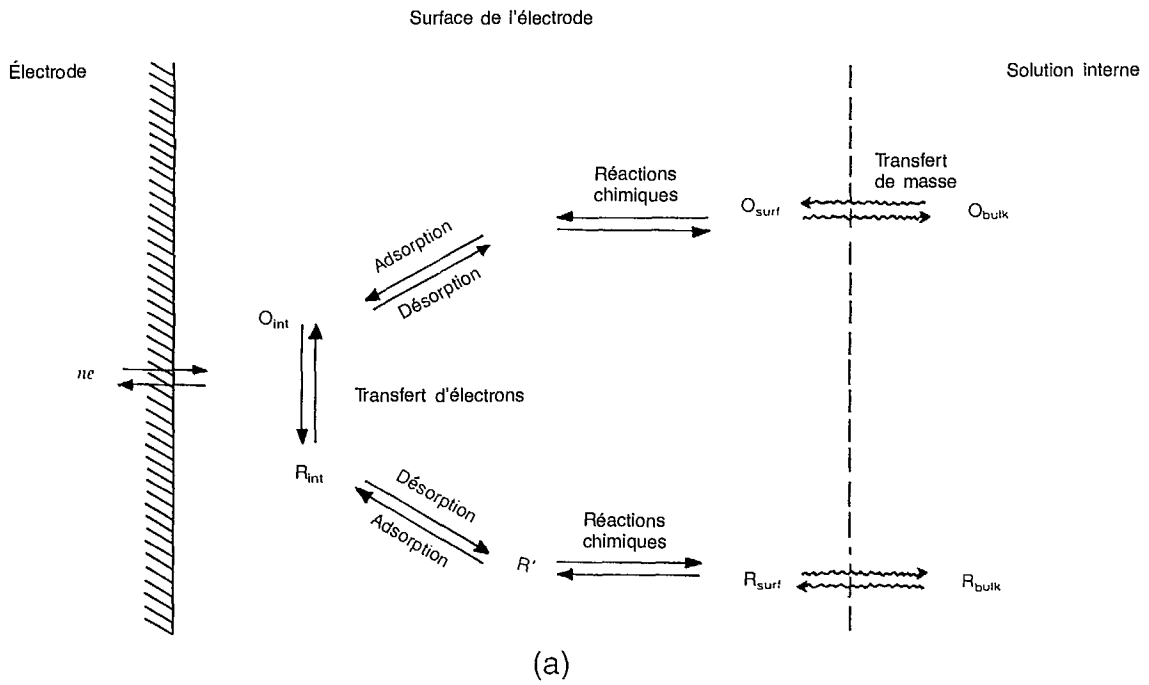 Surface de l'électrode
Électrode
Solution interne
Transfert
de masse
Réactions
chimiques
O_surf
O_bulk
Adsorption
Désorption
O_int
ne
Transfert d'électrons
R_int
Désorption
Adsorption
Réactions
chimiques
R'
R_surf
R_bulk
(a)